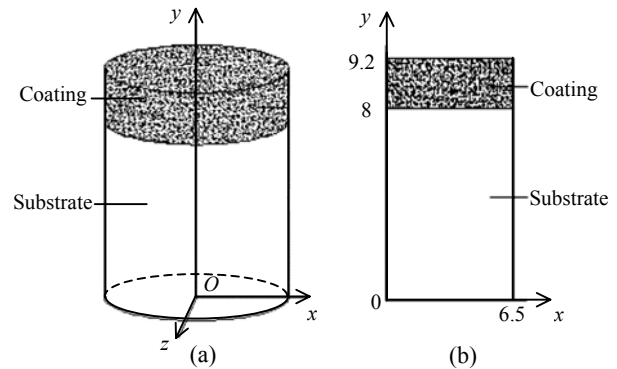 y
Coating
Substrate
O
x
z
(a)
y
9.2
Coating
8
Substrate
0
6.5
x
(b)